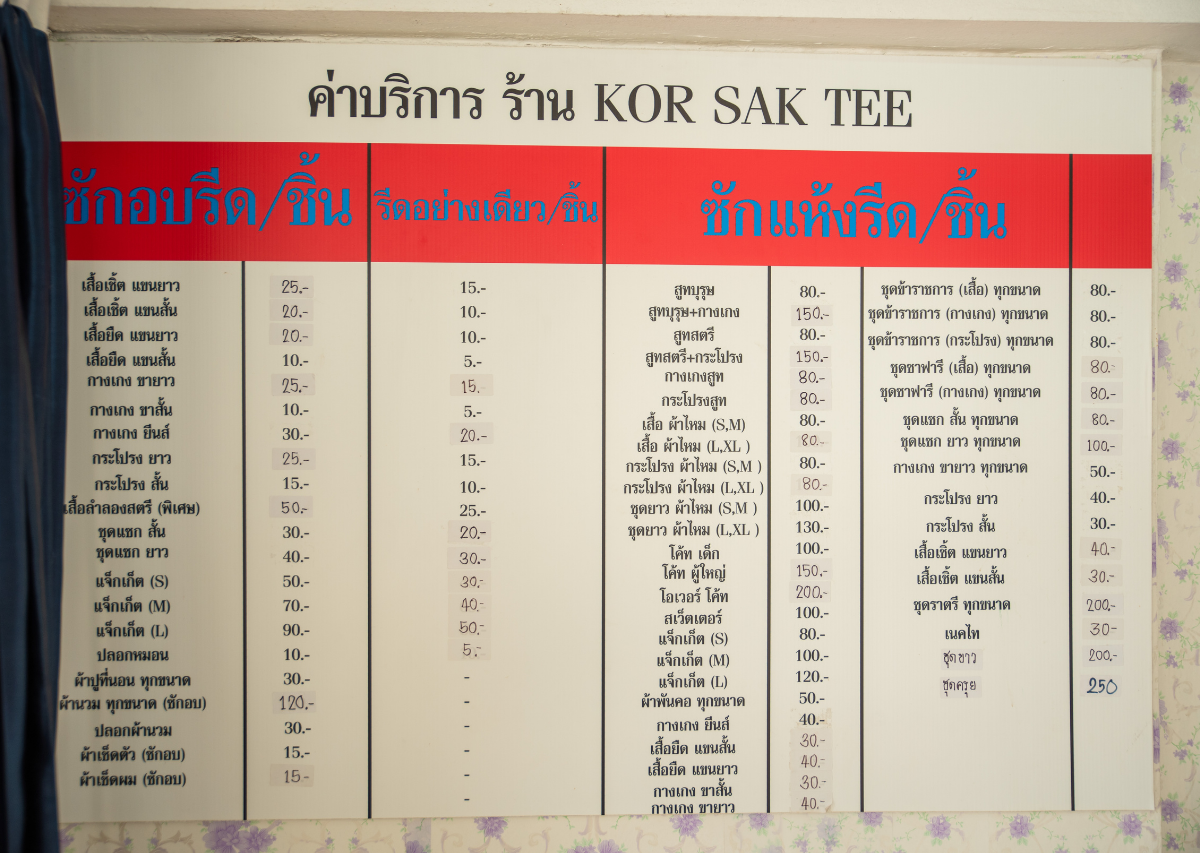 ค่าบริการ ร้าน KOR SAK TEE
ซักอบรีด/ชิ้น รีดอย่างเดียว/ชิ้น ซักแห้งรีด/ชิ้น
เสื้อเชิ้ต แขนยาว 25.- 15.-
เสื้อเชิ้ต แขนสั้น 20.- 10.-
เสื้อยืด แขนยาว 20.- 10.-
เสื้อยืด แขนสั้น 10.- 5.-
กางเกง ขายาว 25.- 15.
กางเกง ขาสั้น 10.- 5.-
กางเกง ยีนส์ 30.- 20.-
กระโปรง ยาว 25.- 15.-
กระโปรง สั้น 15.- 10.-
เสื้อลำลองสตรี (พิเศษ) 50.- 25.-
ชุดแซก สั้น 30.- 20.-
ชุดแซก ยาว 40.- 30.-
แจ็กเก็ต (S) 50.- 30.-
แจ็กเก็ต (M) 70.- 40.-
แจ็กเก็ต (L) 90.- 50.-
ปลอกหมอน 10.- 5.-
ผ้าปูที่นอน ทุกขนาด 30.- -
ผ้านวม ทุกขนาด (ซักอบ) 120.- -
ปลอกผ้านวม 30.- -
ผ้าเช็ดตัว (ซักอบ) 15.- -
ผ้าเช็ดผม (ซักอบ) 15.- -
-
สูทบุรุษ 80.-
สูทบุรุษ+กางเกง 150.-
สูทสตรี 80.-
สูทสตรี+กระโปรง 150.-
กางเกงสูท 80.-
กระโปรงสูท 80.-
เสื้อ ผ้าไหม (S,M) 80.-
เสื้อ ผ้าไหม (L,XL ) 80.-
กระโปรง ผ้าไหม (S,M ) 80.-
กระโปรง ผ้าไหม (L,XL ) 80.-
ชุดยาว ผ้าไหม (S,M ) 100.-
ชุดยาว ผ้าไหม (L,XL ) 130.-
โค้ท เด็ก 100.-
โค้ท ผู้ใหญ่ 150.-
โอเวอร์ โค้ท 200.-
สเว็ตเตอร์ 100.-
แจ็กเก็ต (S) 80.-
แจ็กเก็ต (M) 100.-
แจ็กเก็ต (L) 120.-
ผ้าพันคอ ทุกขนาด 50.-
กางเกง ยีนส์ 40.-
เสื้อยืด แขนสั้น 30.-
เสื้อยืด แขนยาว 40.-
กางเกง ขาสั้น 30.-
กางเกง ขายาว 40.-
ชุดข้าราชการ (เสื้อ) ทุกขนาด 80.-
ชุดข้าราชการ (กางเกง) ทุกขนาด 80.-
ชุดข้าราชการ (กระโปรง) ทุกขนาด 80.-
ชุดซาฟารี (เสื้อ) ทุกขนาด 80.-
ชุดซาฟารี (กางเกง) ทุกขนาด 80.-
ชุดแซก สั้น ทุกขนาด 80.-
ชุดแซก ยาว ทุกขนาด 100.-
กางเกง ขายาว ทุกขนาด 50.-
กระโปรง ยาว 40.-
กระโปรง สั้น 30.-
เสื้อเชิ้ต แขนยาว 40.-
เสื้อเชิ้ต แขนสั้น 30.-
ชุดราตรี ทุกขนาด 200.-
เนคไท 30-
ชุดขาว 200.-
ชุดครุย 250